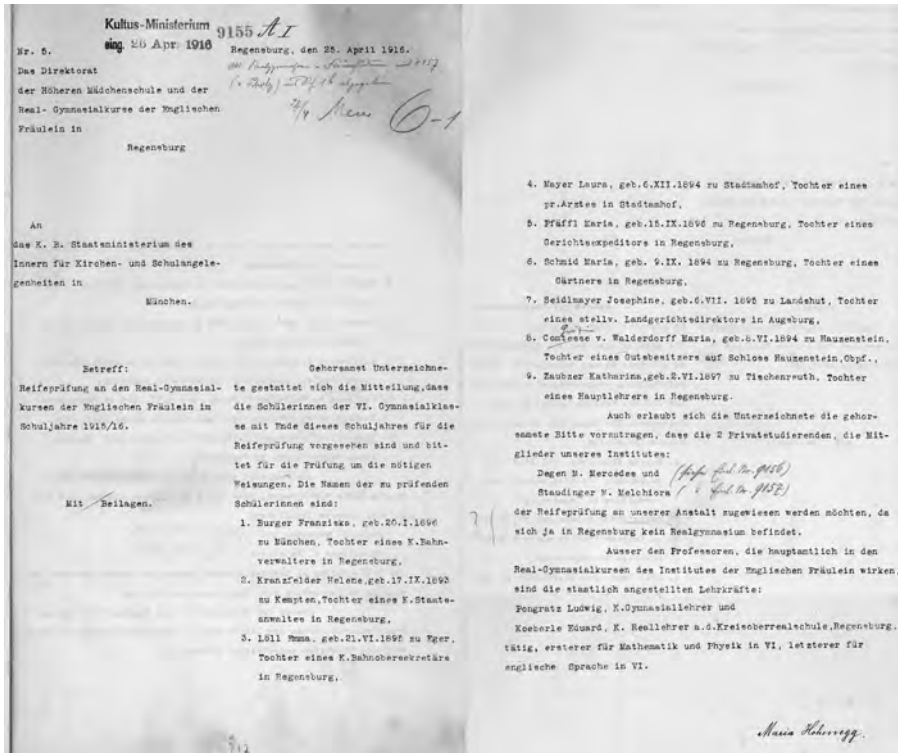 Kultus-Ministerium
eing. 26 Apr. 1916
9155 A I
Nr. 5.
Regensburg, den 25. April 1916.
Das Direktorat
der Höheren Mädchenschule und der
Real- Gymnasialkurse der Englischen
Fräulein in
Regensburg
6-1
An
das K. B. Staatsministerium des
Innern für Kirchen- und Schulangele-
genheiten in
München.
Betreff:
Reifeprüfung an den Real-Gymnasial-
kursen der Englischen Fräulein im
Schuljahre 1915/16.
Mit Beilagen.
Gehorsamst Unterzeichne-
te gestattet sich die Mitteilung,dass
die Schülerinnen der VI. Gymnasialklas-
se mit Ende dieses Schuljahres für die
Reifeprüfung vorgesehen sind und bit-
tet für die Prüfung um die nötigen
Weisungen. Die Namen der zu prüfenden
Schülerinnen sind:
1. Burger Franziska, geb.20.I.1896
zu München, Tochter eines K.Bahn-
verwalters in Regensburg,
2. Kranzfelder Helene,geb.17.IX.1893
zu Kempten,Tochter eines K.Staats-
anwaltes in Regensburg,
3. Löll Emma, geb.21.VI.1895 zu Eger,
Tochter eines K.Bahnobersekretärs
in Regensburg,
4. Mayer Laura, geb.6.XII.1894 zu Stadtamhof, Tochter eines
pr.Arztes in Stadtamhof,
5. Pfäffl Maria, geb.15.IX.1896 zu Regensburg, Tochter eines
Gerichtsexpeditors in Regensburg,
6. Schmid Maria, geb. 9.IX. 1894 zu Regensburg, Tochter eines
Gärtners in Regensburg,
7. Seidlmayer Josephine, geb.6.VII. 1895 zu Landshut, Tochter
eines stellv. Landgerichtsdirektors in Augsburg,
8. v. Walderdorff Maria, geb.8.VI.1894 zu Hauzenstein,
Tochter eines Gutsbesitzers auf Schloss Hauzenstein,Obpf.,
9. Zaubzer Katharina,geb.2.VI.1897 zu Tischenreuth, Tochter
eines Hauptlehrers in Regensburg.
Auch erlaubt sich die Unterzeichnete die gehor-
samste Bitte vorzutragen, dass die 2 Privatstudierenden, die Mit-
glieder unseres Institutes:
Degen M. Mercedes und (siehe Einl. Nr. 9156)
Staudinger M. Melchiora ( " Einl. Nr. 9157)
der Reifeprüfung an unserer Anstalt zugewiesen werden möchten, da
sich ja in Regensburg kein Realgymnasium befindet.
Ausser den Professoren, die hauptamtlich in den
Real-Gymnasialkursen des Institutes der Englischen Fräulein wirken,
sind die staatlich angestellten Lehrkräfte:
Pongratz Ludwig, K.Gymnasiallehrer und
Koeberle Eduard, K. Reallehrer a.d.Kreisoberrealschule,Regensburg,
tätig, ersterer für Mathematik und Physik in VI, letzterer für
englische Sprache in VI.
Maria Hohenegg.